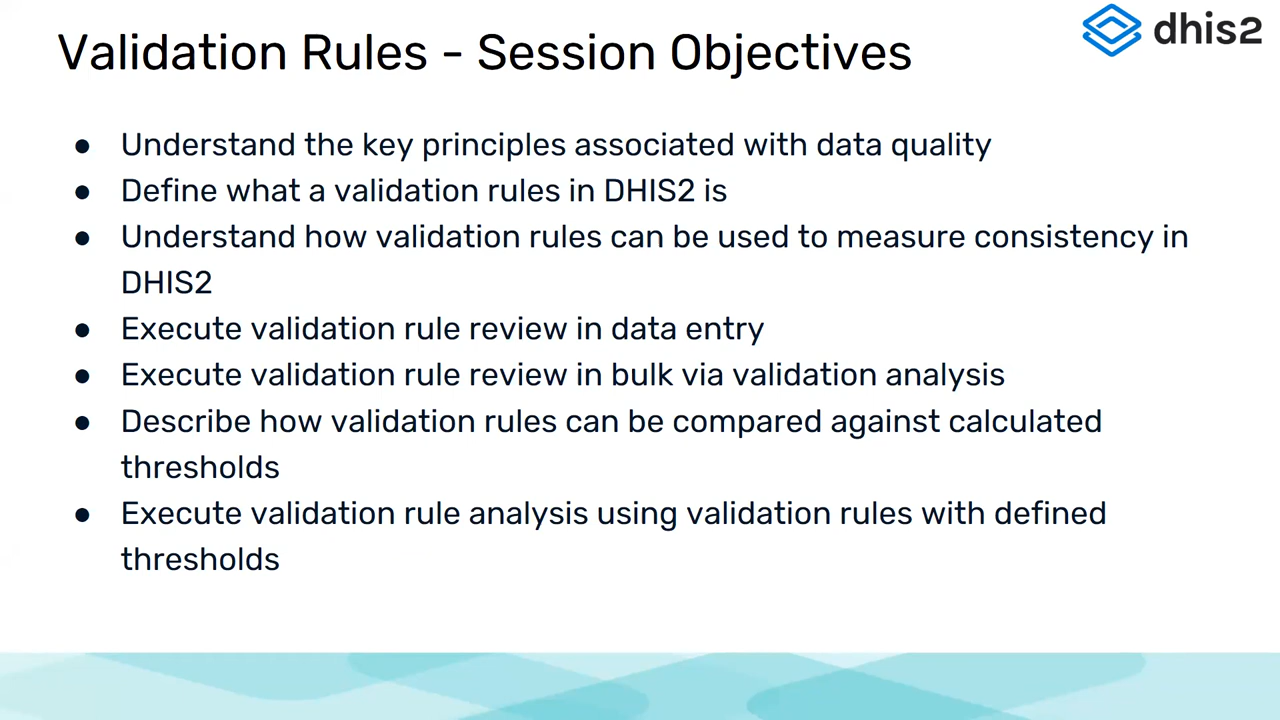 Validation Rules - Session Objectives
dhis2
● Understand the key principles associated with data quality
● Define what a validation rules in DHIS2 is
● Understand how validation rules can be used to measure consistency in
DHIS2
● Execute validation rule review in data entry
● Execute validation rule review in bulk via validation analysis
● Describe how validation rules can be compared against calculated
thresholds
● Execute validation rule analysis using validation rules with defined
thresholds